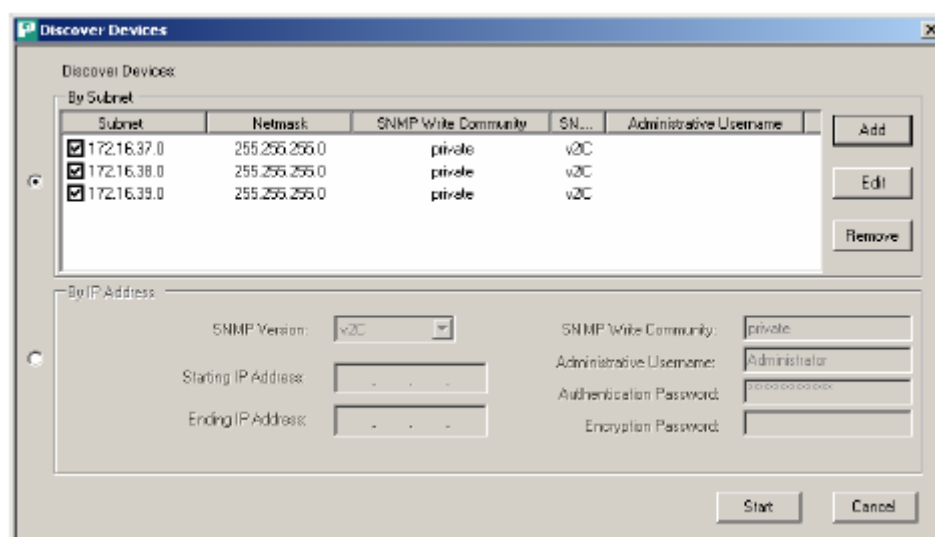 Discover Devices
Discover Devices:
By Subnet
Subnet Netmask SNMP Write Community SN... Administrative Username
172.16.37.0 255.255.255.0 private v2C
172.16.38.0 255.255.255.0 private v2C
172.16.39.0 255.255.255.0 private v2C
Add
Edit
Remove
By IP Address
SNMP Version: v2C
Starting IP Address: . . .
Ending IP Address: . . .
SNMP Write Community: private
Administrative Username: Administrator
Authentication Password:
Encryption Password:
Start Cancel